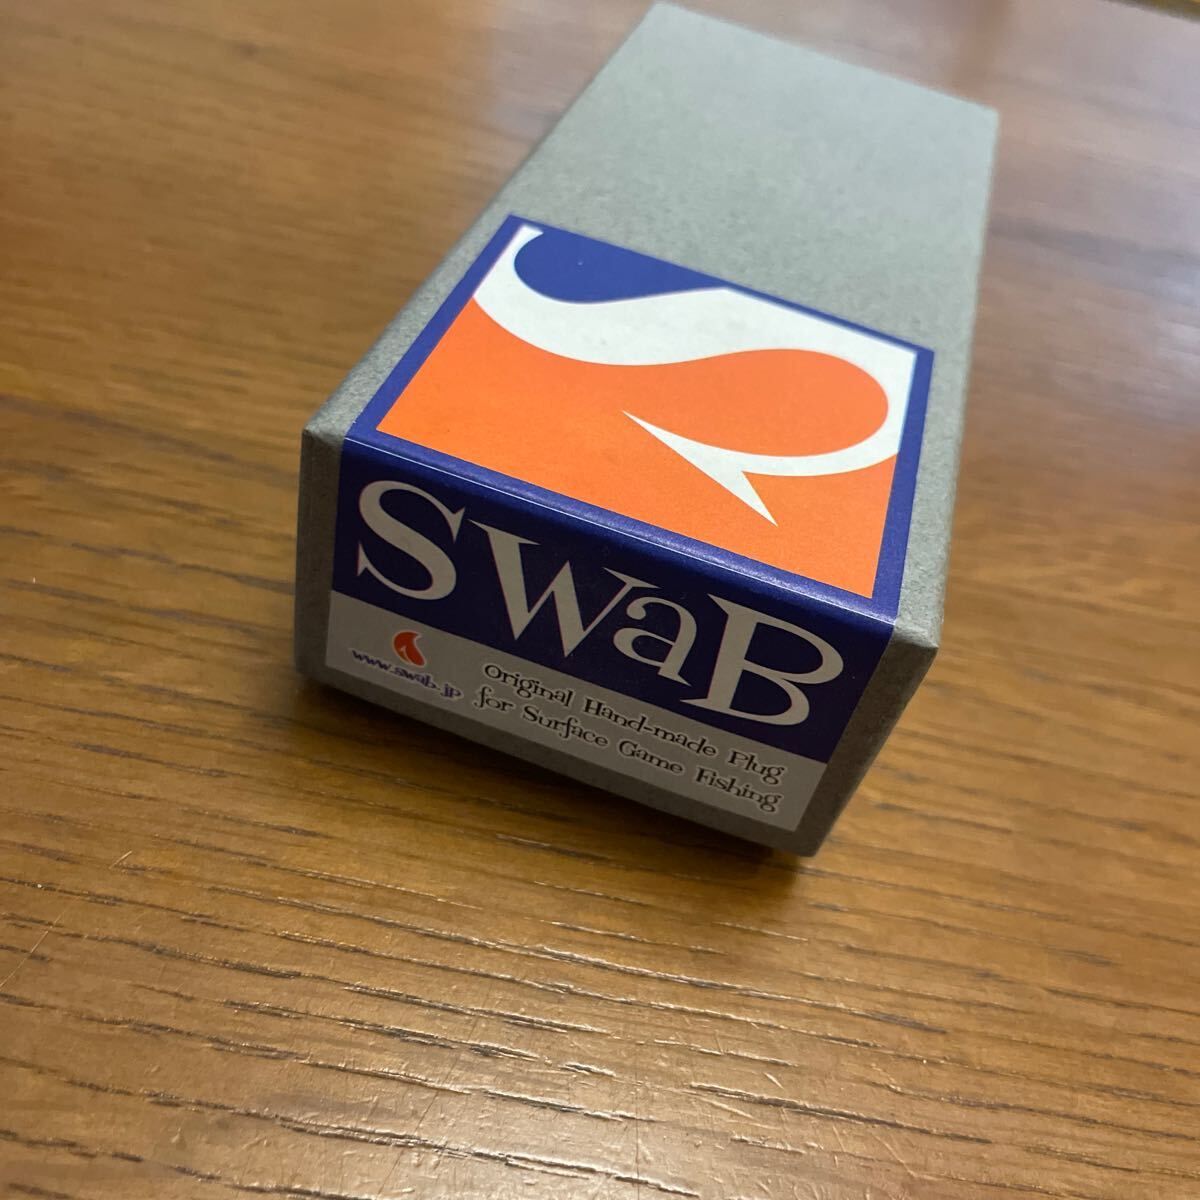 SWaB
www.swab.jp
Original Hand-made Plug
for Surface Game Fishing